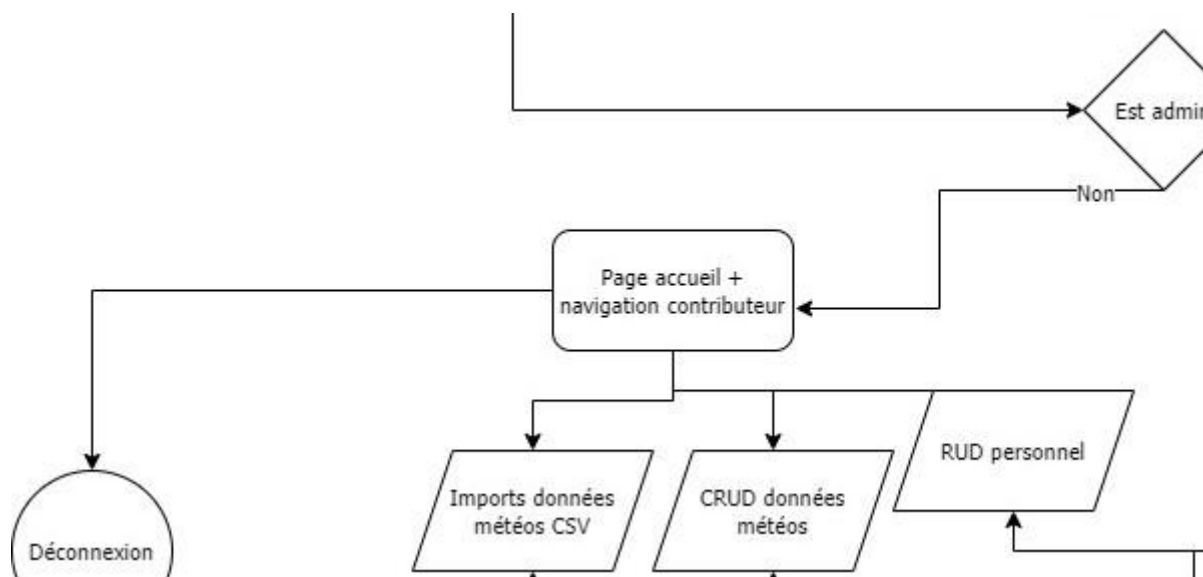 Est admin
Non
Page accueil +
navigation contributeur
RUD personnel
Imports données
météos CSV
CRUD données
météos
Déconnexion